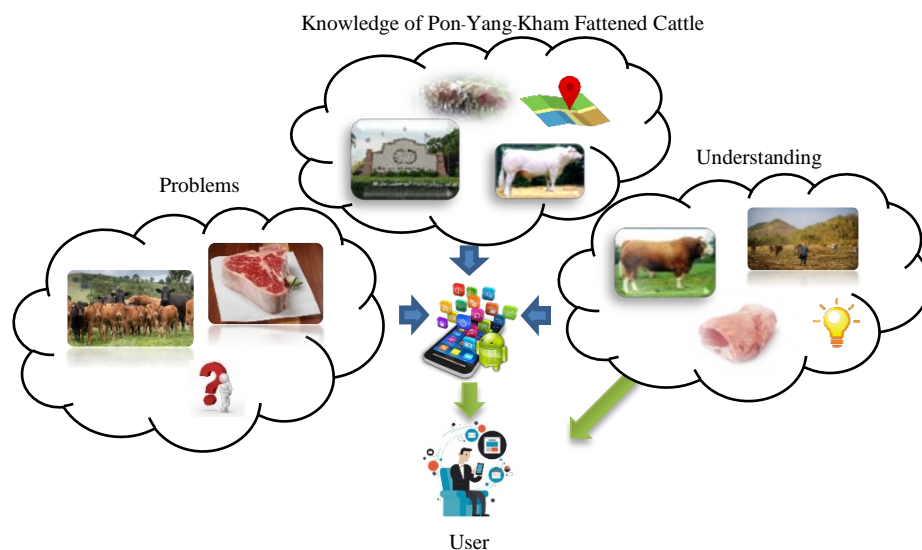 Knowledge of Pon-Yang-Kham Fattened Cattle
Understanding
Problems
User